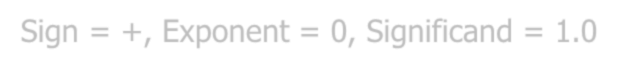 Sign = +, Exponent = 0, Significand = 1.0